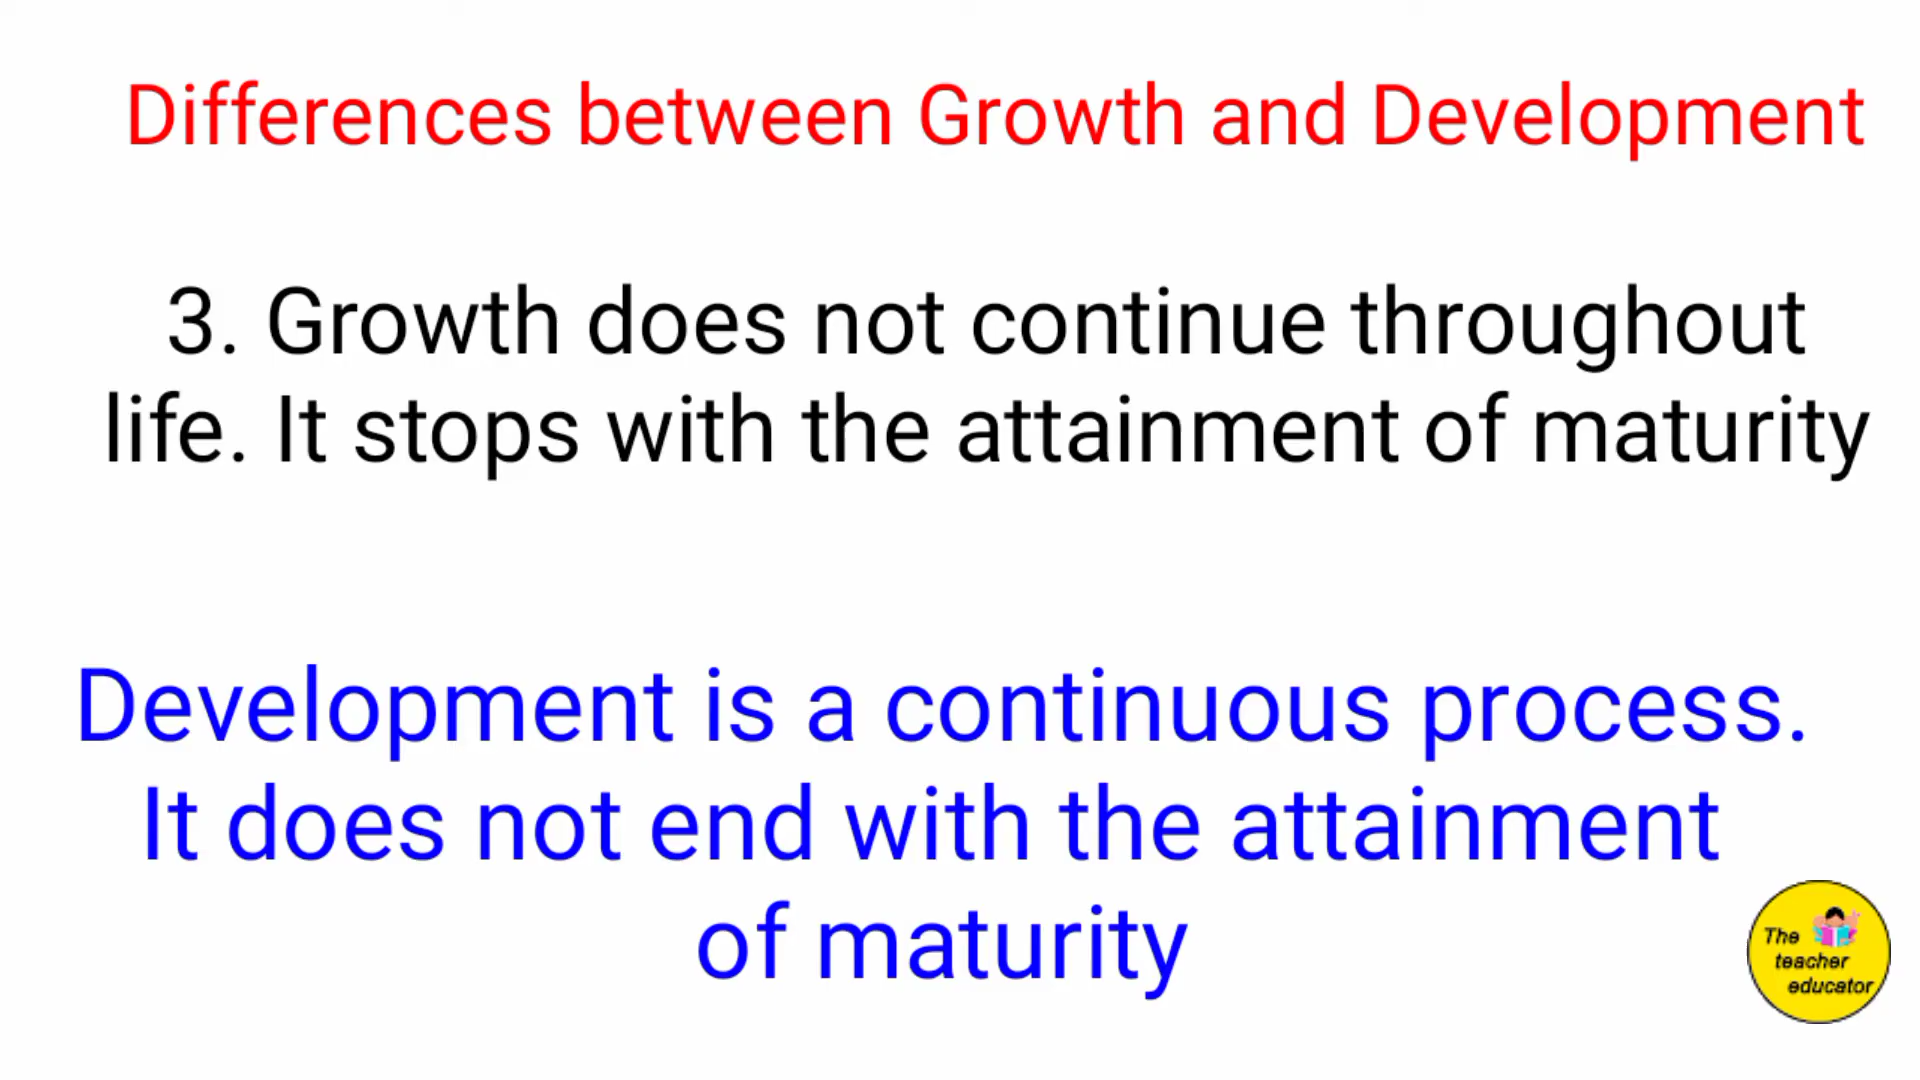 Differences between Growth and Development
3. Growth does not continue throughout
life. It stops with the attainment of maturity
Development is a continuous process.
It does not end with the attainment
of maturity
The
teacher
educator